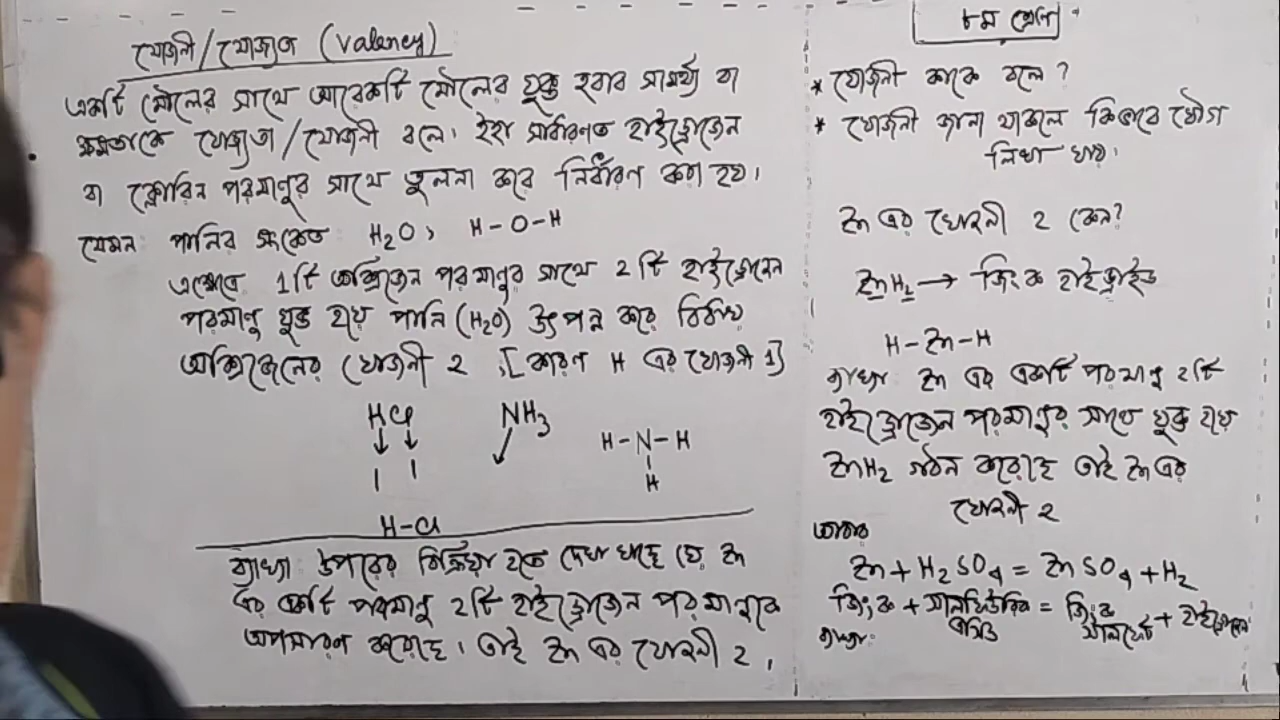 যোজনী/যোজ্যতা (Valency)
একটি মৌলের সাথে আরেকটি মৌলের যুক্ত হবার সামর্থ্য বা
ক্ষমতাকে যোজ্যতা/যোজনী বলে। ইহা সাধারণত হাইড্রোজেন
বা ক্লোরিন পরমাণুর সাথে তুলনা করে নির্ধারণ করা হয়।
যেমন: পানির সংকেত H₂O, H-O-H
এক্ষেত্রে 1টি অক্সিজেন পরমাণুর সাথে 2টি হাইড্রোজেন
পরমাণু যুক্ত হয়ে পানি (H₂O) উৎপন্ন করে বিধায়
অক্সিজেনের যোজনী 2 [কারণ H এর যোজনী 1]
HCl NH₃
↓ ↓ ↙
1 1
H-N-H
|
H
H-Cl
ব্যাখ্যা উপরের বিক্রিয়া হতে দেখা যাচ্ছে যে Zn
এর একটি পরমাণু 2টি হাইড্রোজেন পরমাণুকে
অপসারণ করেছে। তাই Zn এর যোজনী 2,
৮ম শ্রেণি
* যোজনী কাকে বলে?
* যোজনী জানা থাকলে কিভাবে যৌগ
লিখা যায়।
Zn এর যোজনী 2 কেন?
ZnH₂ → জিংক হাইড্রাইড
H-Zn-H
ব্যাখ্যা: Zn এর একটি পরমাণু 2টি
হাইড্রোজেন পরমাণুর সাথে যুক্ত হয়ে
ZnH₂ গঠন করেছে তাই Zn এর
যোজনী 2
আবার
Zn + H₂SO₄ = ZnSO₄ + H₂
জিংক + সালফিউরিক এসিড = জিংক সালফেট + হাইড্রোজেন
ব্যাখ্যা: